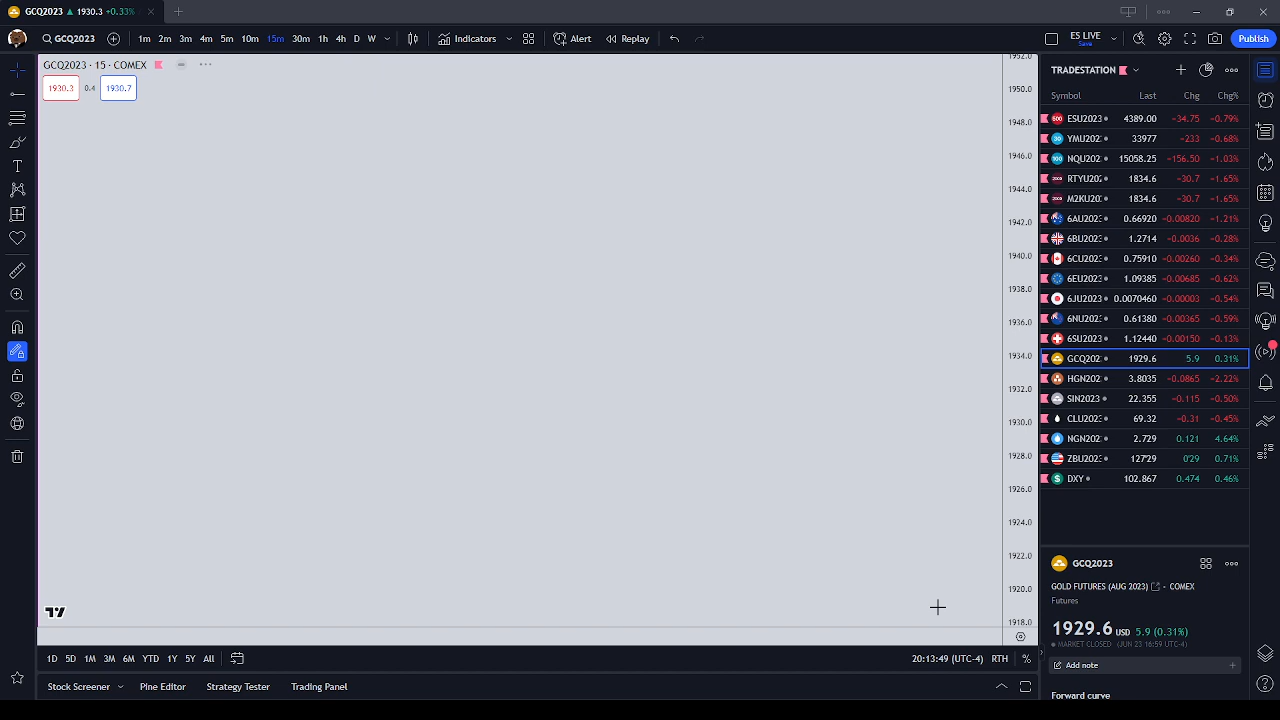 GCQ2023 ▲ 1930.3 +0.33%
GCQ2023 1m 2m 3m 4m 5m 10m 15m 30m 1h 4h D W Indicators Alert Replay ES LIVE Save Publish
GCQ2023 · 15 · COMEX
1930.3 0.4 1930.7
1952.0
1950.0
1948.0
1946.0
1944.0
1942.0
1940.0
1938.0
1936.0
1934.0
1932.0
1930.0
1928.0
1926.0
1924.0
1922.0
1920.0
1918.0
TRADESTATION
Symbol Last Chg Chg%
ESU2023 4389.00 −34.75 −0.79%
YMU202 33977 −233 −0.68%
NQU202 15058.25 −156.50 −1.03%
RTYU202 1834.6 −30.7 −1.65%
M2KU20 1834.6 −30.7 −1.65%
6AU2023 0.66920 −0.00820 −1.21%
6BU2023 1.2714 −0.0036 −0.28%
6CU2023 0.75910 −0.00260 −0.34%
6EU2023 1.09385 −0.00685 −0.62%
6JU2023 0.0070460 −0.00003 −0.54%
6NU2023 0.61380 −0.00365 −0.59%
6SU2023 1.12440 −0.00150 −0.13%
GCQ202 1929.6 5.9 0.31%
HGN202 3.8035 −0.0865 −2.22%
SIN2023 22.355 −0.115 −0.50%
CLU2023 69.32 −0.31 −0.45%
NGN202 2.729 0.121 4.64%
ZBU2023 127'29 0'29 0.71%
DXY 102.867 0.474 0.46%
GCQ2023
GOLD FUTURES (AUG 2023) · COMEX
Futures
1929.6 USD 5.9 (0.31%)
MARKET CLOSED (JUN 23 16:59 UTC-4)
Add note
Forward curve
1D 5D 1M 3M 6M YTD 1Y 5Y All 20:13:49 (UTC-4) RTH %
Stock Screener Pine Editor Strategy Tester Trading Panel